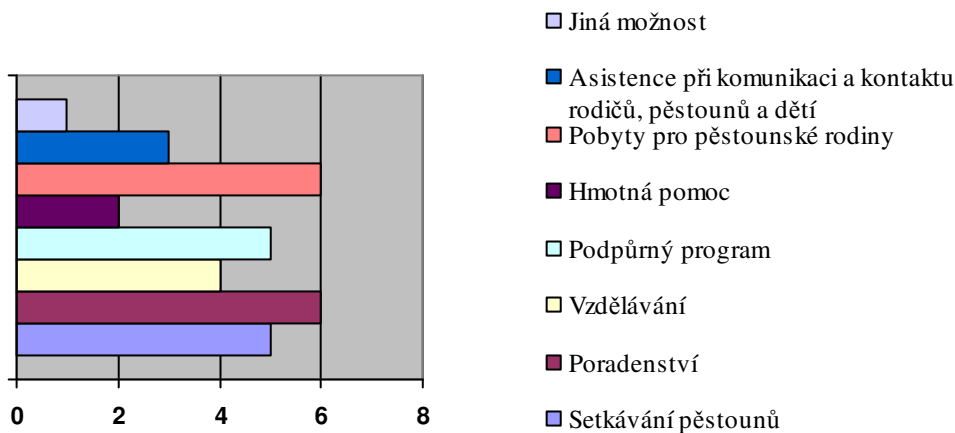 Jiná možnost
Asistence při komunikaci a kontaktu
rodičů, pěstounů a dětí
Pobyty pro pěstounské rodiny
Hmotná pomoc
Podpůrný program
Vzdělávání
Poradenství
Setkávání pěstounů
0 2 4 6 8